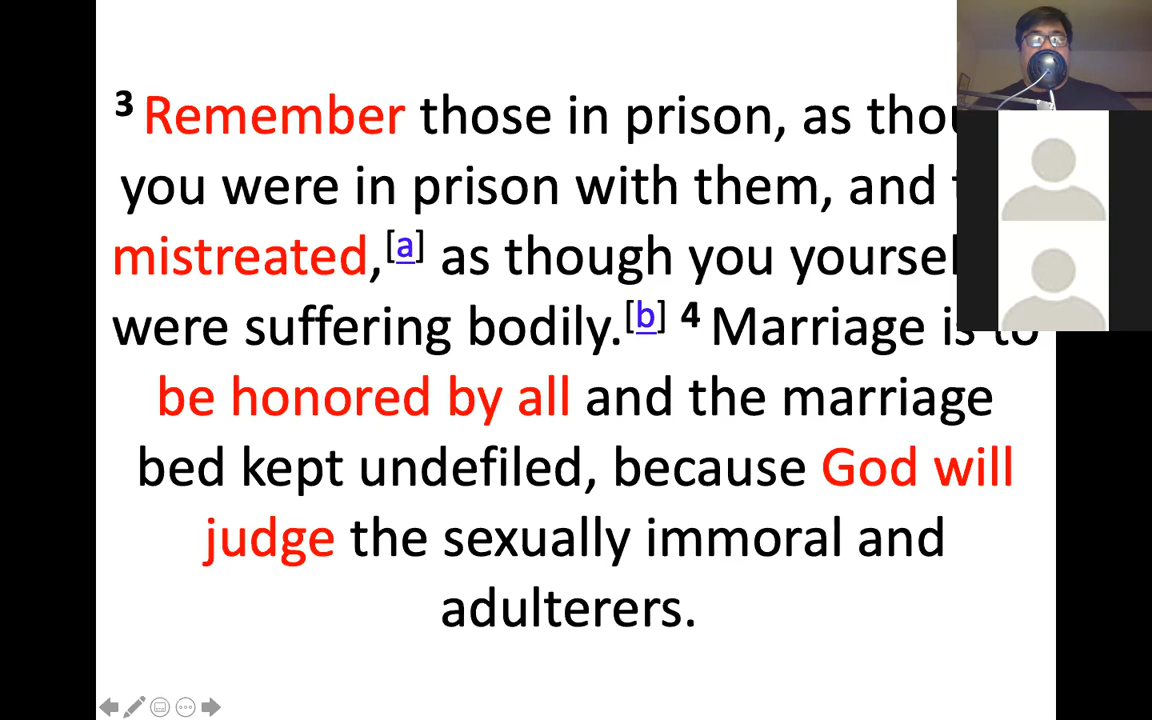 3 Remember those in prison, as
you were in prison with them, and
mistreated,[a] as though you
were suffering bodily.[b] 4 Marriage is to
be honored by all and the marriage
bed kept undefiled, because God will
judge the sexually immoral and
adulterers.